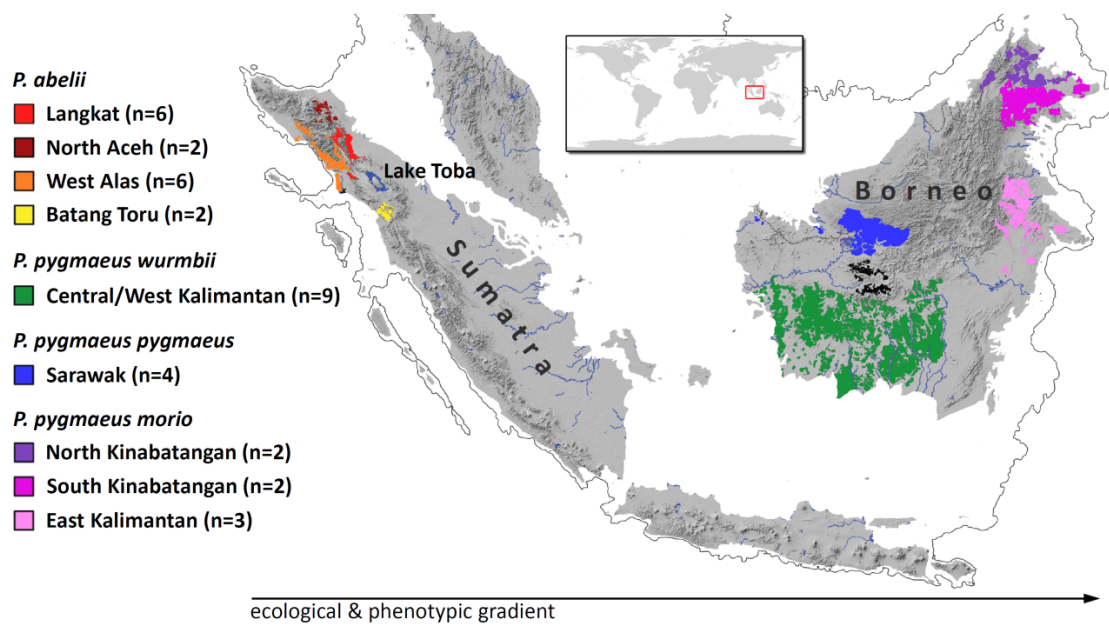 P. abelii
Langkat (n=6)
North Aceh (n=2)
West Alas (n=6)
Batang Toru (n=2)
P. pygmaeus wurmbii
Central/West Kalimantan (n=9)
P. pygmaeus pygmaeus
Sarawak (n=4)
P. pygmaeus morio
North Kinabatangan (n=2)
South Kinabatangan (n=2)
East Kalimantan (n=3)
Lake Toba
Sumatra
Borneo
ecological & phenotypic gradient